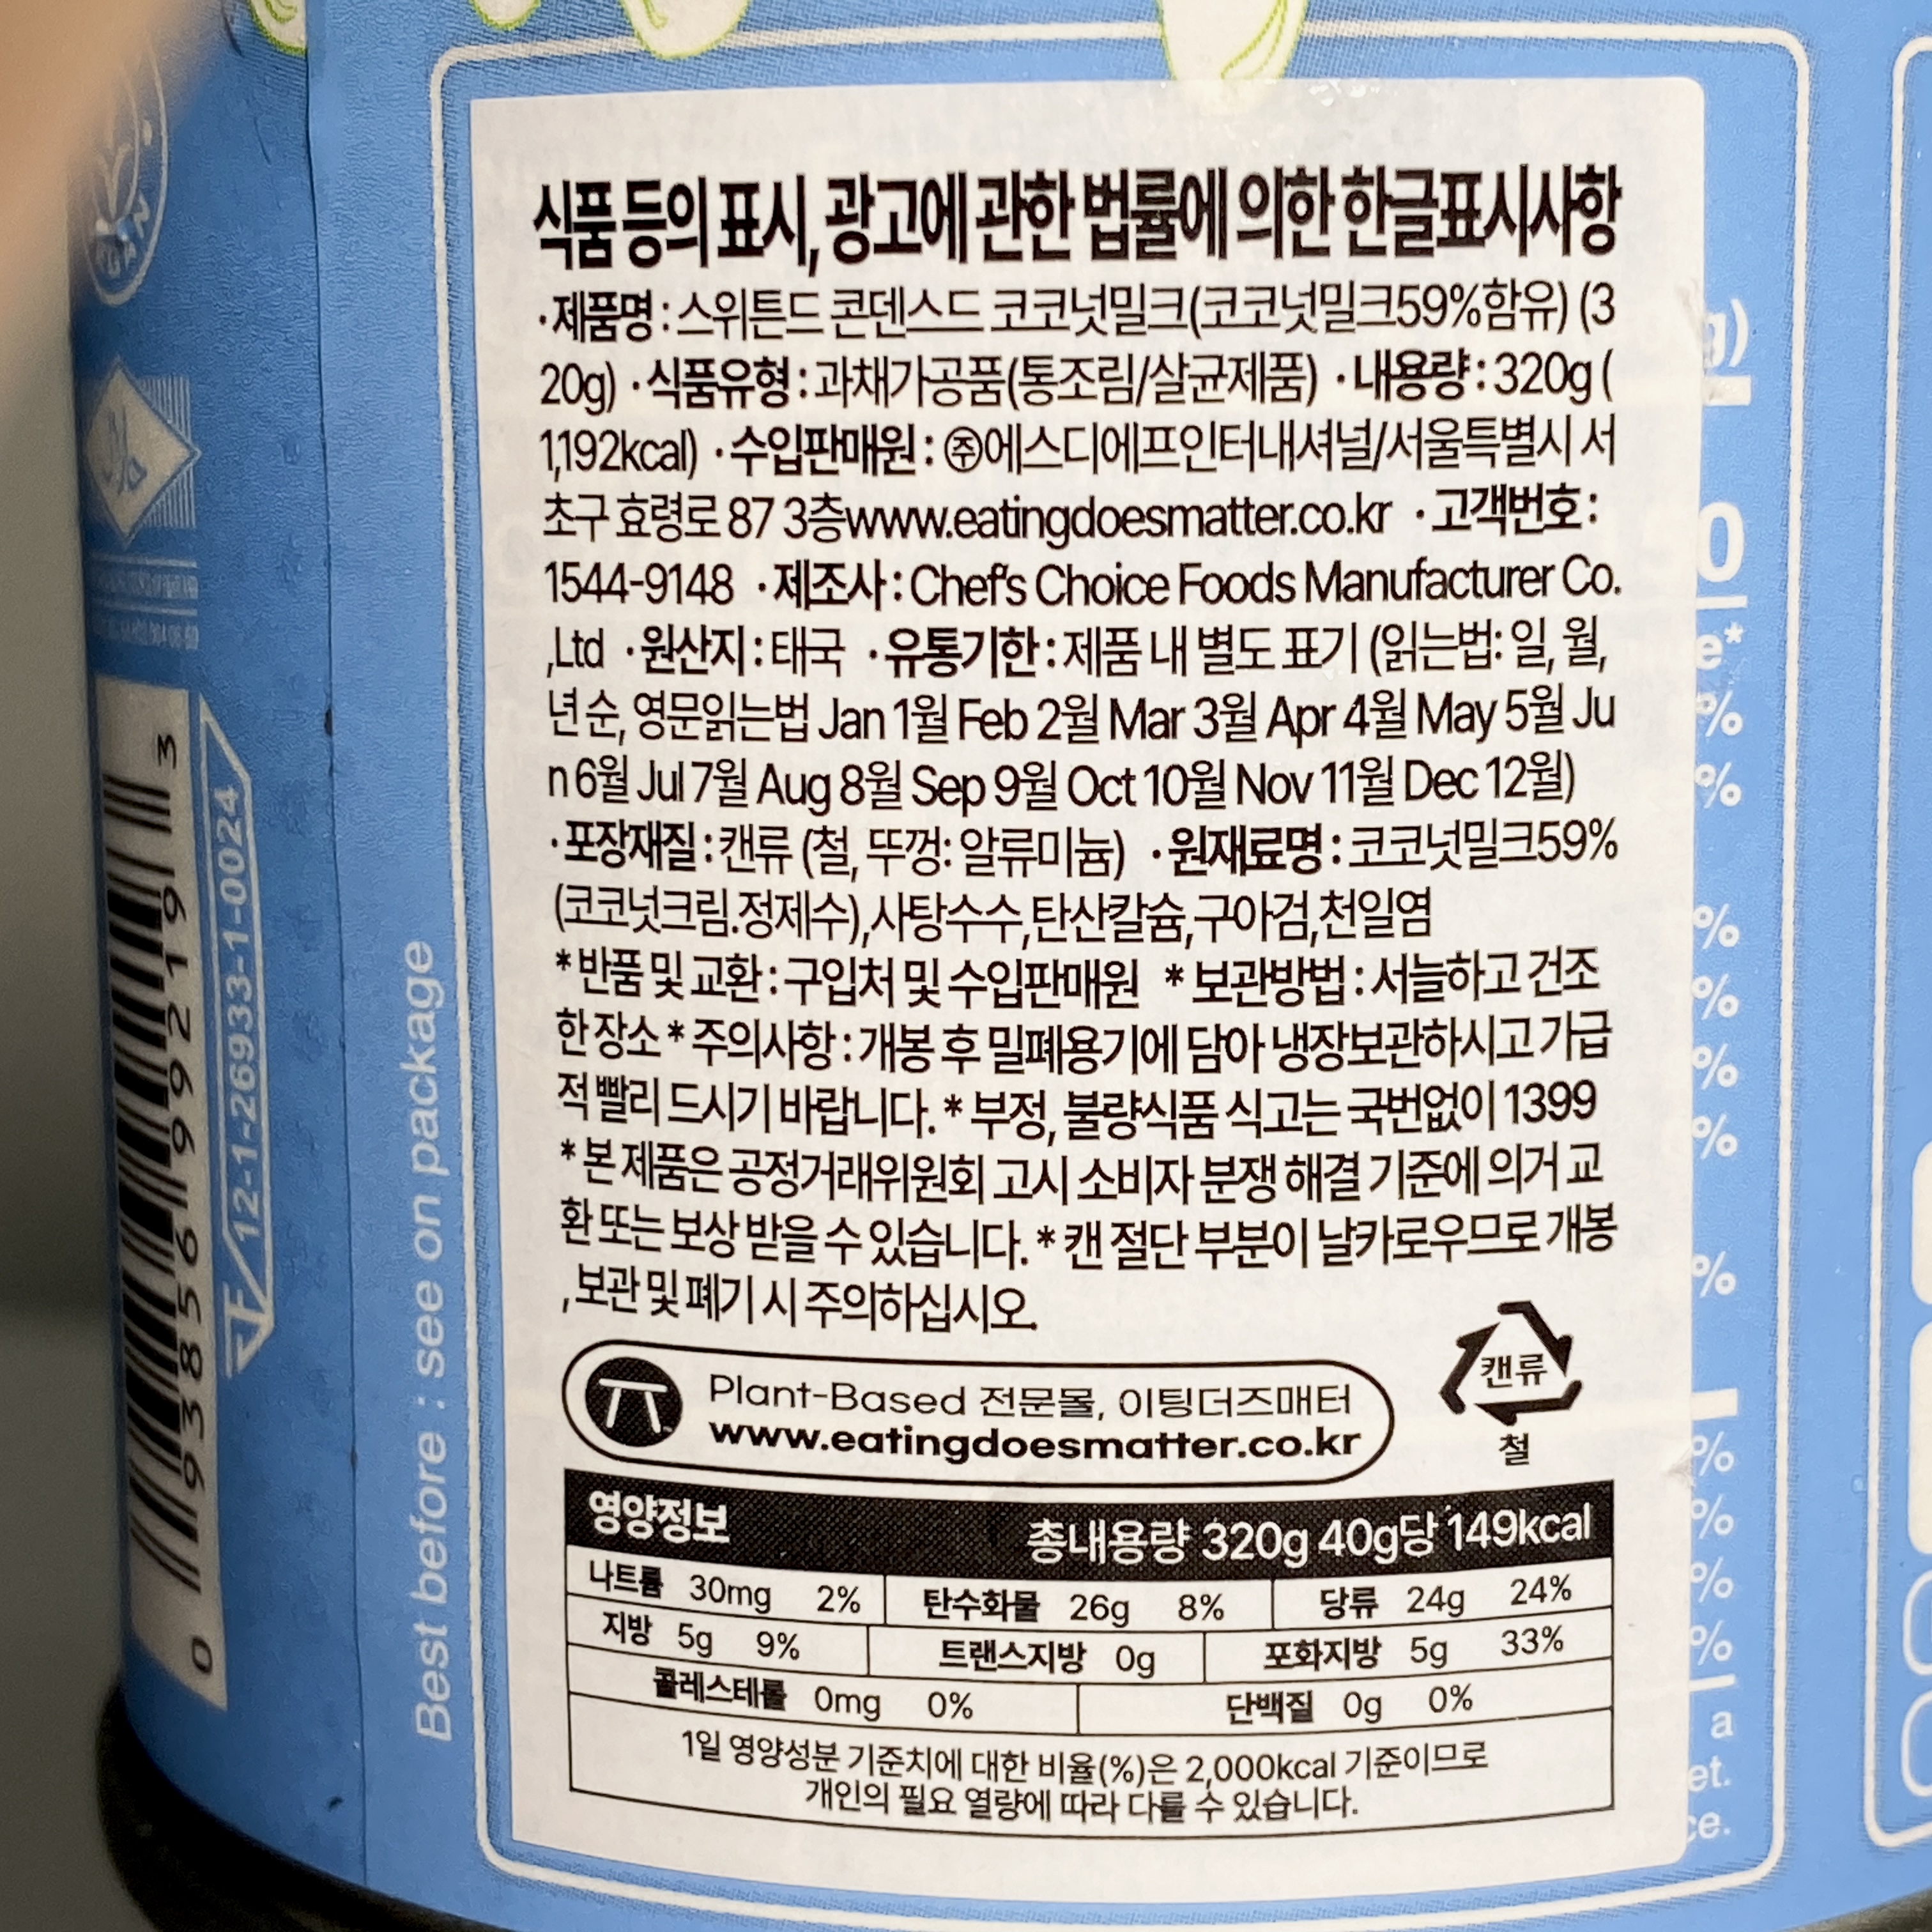 식품 등의 표시, 광고에 관한 법률에 의한 한글표시사항
·제품명 : 스위튼드 콘덴스드 코코넛밀크(코코넛밀크59%함유) (3
20g) ·식품유형 : 과채가공품(통조림/살균제품) ·내용량 : 320g (
1,192kcal) ·수입판매원 : ㈜에스디에프인터내셔널/서울특별시 서
초구 효령로 87 3층www.eatingdoesmatter.co.kr ·고객번호 :
1544-9148 ·제조사 : Chef's Choice Foods Manufacturer Co.
,Ltd ·원산지 : 태국 ·유통기한 : 제품 내 별도 표기 (읽는법: 일, 월,
년 순, 영문읽는법 Jan 1월 Feb 2월 Mar 3월 Apr 4월 May 5월 Ju
n 6월 Jul 7월 Aug 8월 Sep 9월 Oct 10월 Nov 11월 Dec 12월)
·포장재질 : 캔류 (철, 뚜껑: 알류미늄) ·원재료명 : 코코넛밀크59%
(코코넛크림.정제수),사탕수수,탄산칼슘,구아검,천일염
*반품 및 교환 : 구입처 및 수입판매원 * 보관방법 : 서늘하고 건조
한 장소 * 주의사항 : 개봉 후 밀폐용기에 담아 냉장보관하시고 가급
적 빨리 드시기 바랍니다. * 부정, 불량식품 식고는 국번없이 1399
* 본 제품은 공정거래위원회 고시 소비자 분쟁 해결 기준에 의거 교
환 또는 보상 받을 수 있습니다. * 캔 절단 부분이 날카로우므로 개봉
, 보관 및 폐기 시 주의하십시오.
Plant-Based 전문몰, 이팅더즈매터
www.eatingdoesmatter.co.kr
캔류
철
영양정보 총내용량 320g 40g당 149kcal
나트륨 30mg 2% 탄수화물 26g 8% 당류 24g 24%
지방 5g 9% 트랜스지방 0g 포화지방 5g 33%
콜레스테롤 0mg 0% 단백질 0g 0%
1일 영양성분 기준치에 대한 비율(%)은 2,000kcal 기준이므로
개인의 필요 열량에 따라 다를 수 있습니다.
Best before : see on package
12-1-26933-1-0024
0 93856 99219 3
g)
0
e*
%
%
%
%
%
%
%
%
%
%
%
a
et.
ce.